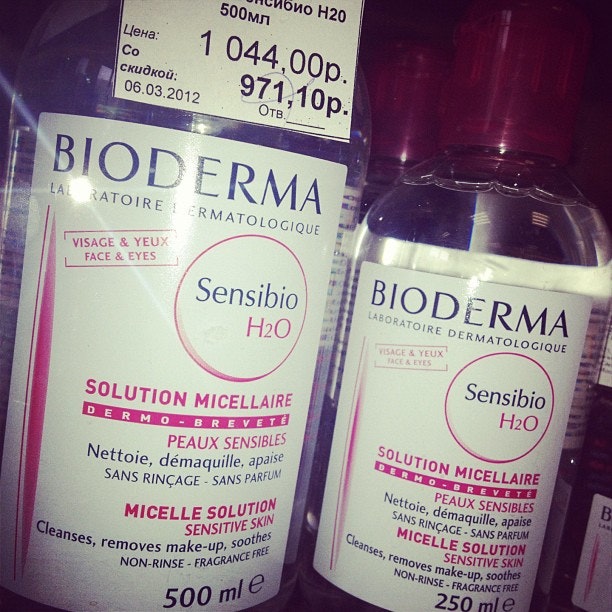 500мл
Цена:
1 044,00р.
Со
скидкой:
971,10р.
06.03.2012
Отв.
BIODERMA
LABORATOIRE DERMATOLOGIQUE
VISAGE & YEUX
FACE & EYES
Sensibio
H2O
SOLUTION MICELLAIRE
DERMO-BREVETÉ
PEAUX SENSIBLES
Nettoie, démaquille, apaise
SANS RINÇAGE - SANS PARFUM
MICELLE SOLUTION
SENSITIVE SKIN
Cleanses, removes make-up, soothes
NON-RINSE - FRAGRANCE FREE
500 ml e
BIODERMA
LABORATOIRE DERMATOLOGIQUE
VISAGE & YEUX
FACE & EYES
Sensibio
H2O
SOLUTION MICELLAIRE
DERMO-BREVETÉ
PEAUX SENSIBLES
Nettoie, démaquille, apaise
SANS RINÇAGE - SANS PARFUM
MICELLE SOLUTION
SENSITIVE SKIN
Cleanses, removes make-up, soothes
NON-RINSE - FRAGRANCE FREE
250 ml e